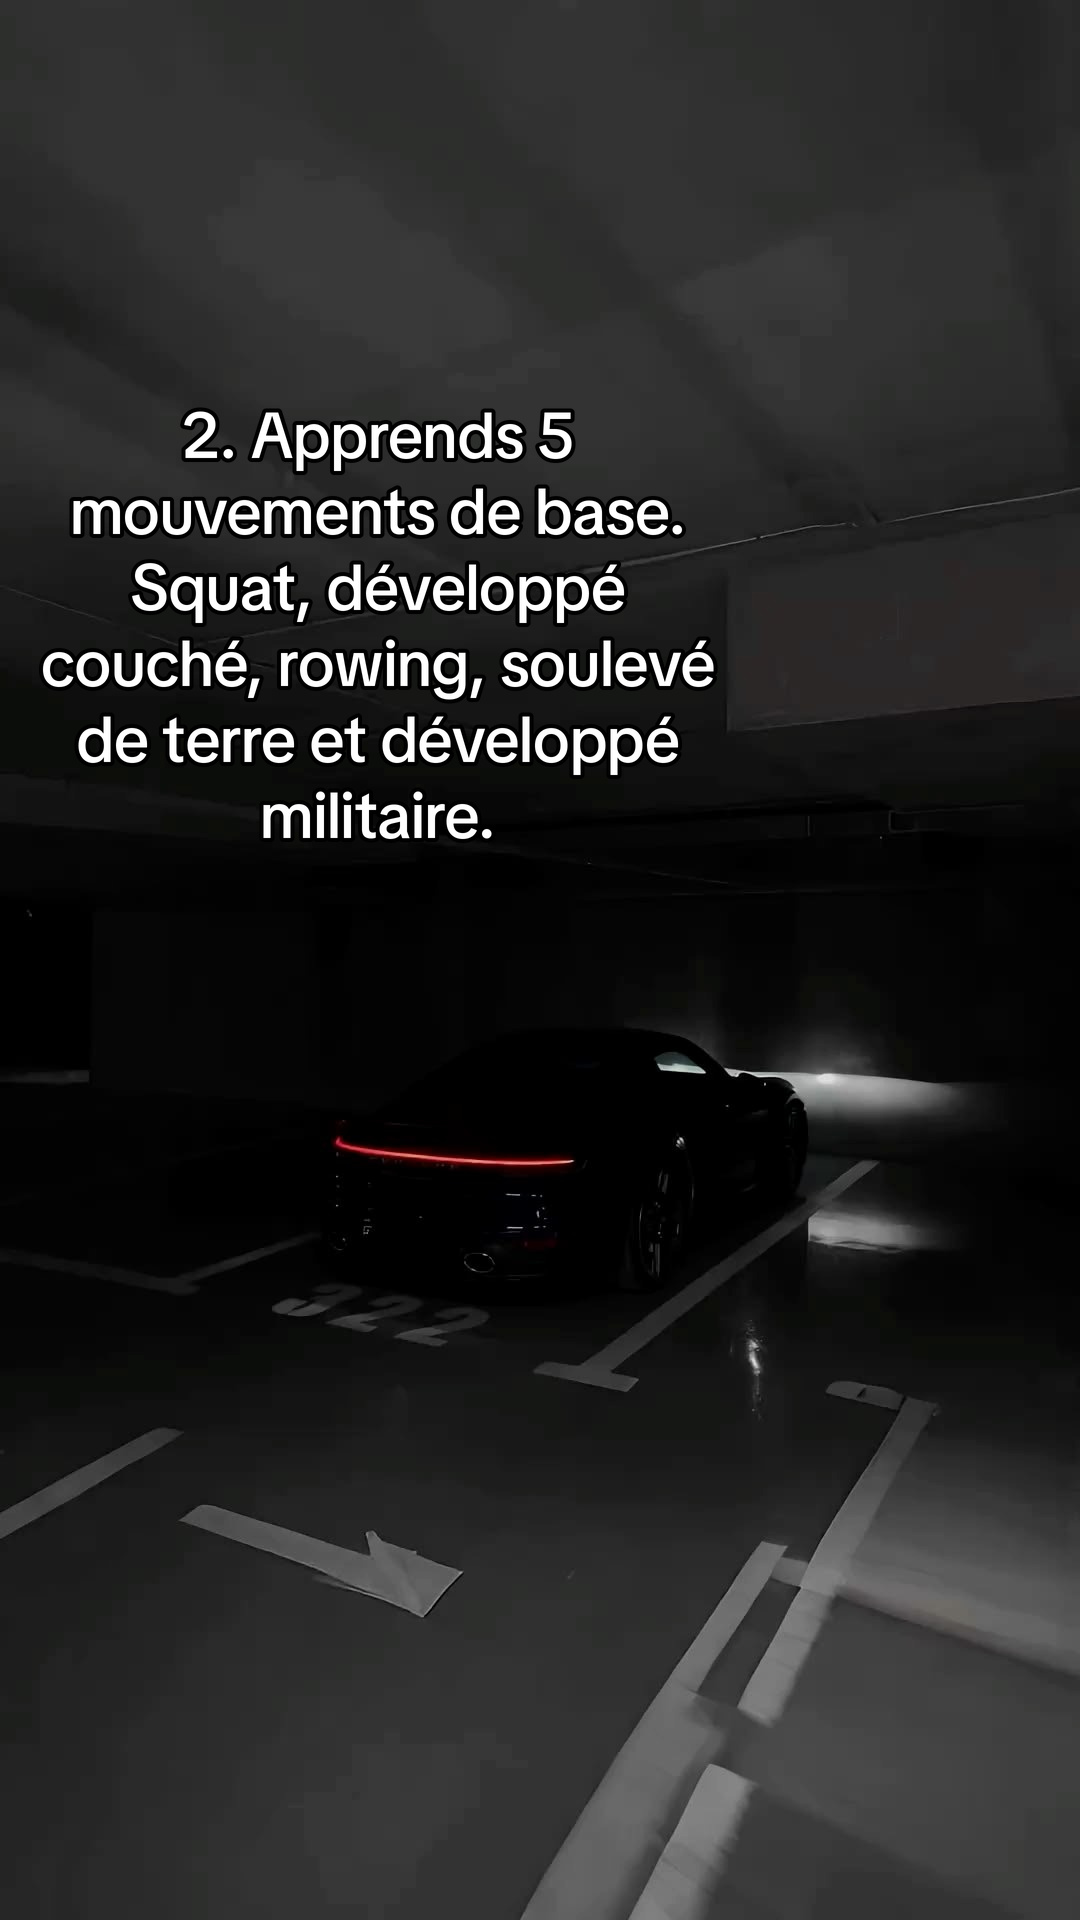 2. Apprends 5
mouvements de base.
Squat, développé
couché, rowing, soulevé
de terre et développé
militaire.
322